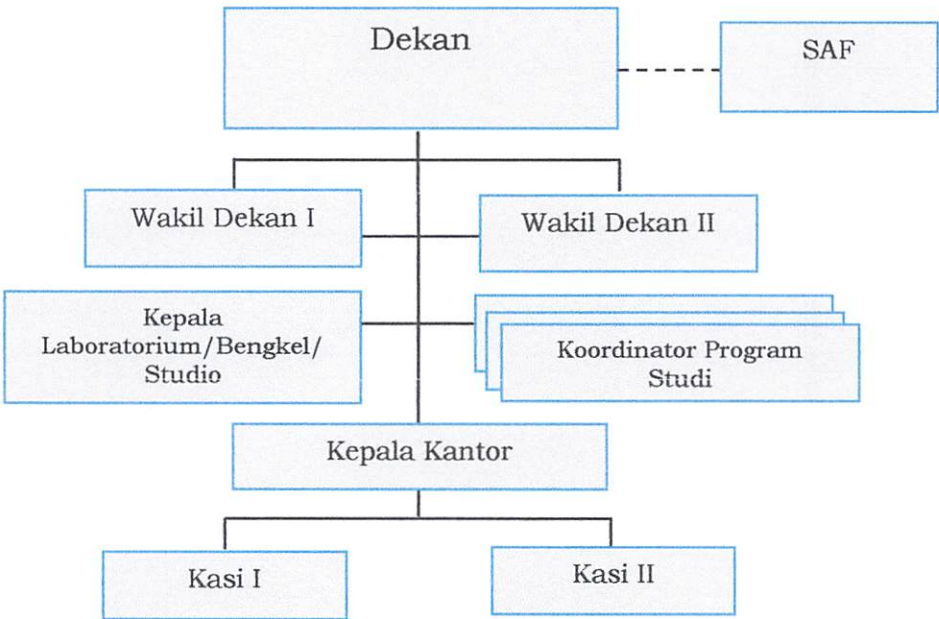 Dekan
SAF
Wakil Dekan I
Wakil Dekan II
Kepala
Laboratorium/Bengkel/
Studio
Koordinator Program
Studi
Kepala Kantor
Kasi I
Kasi II